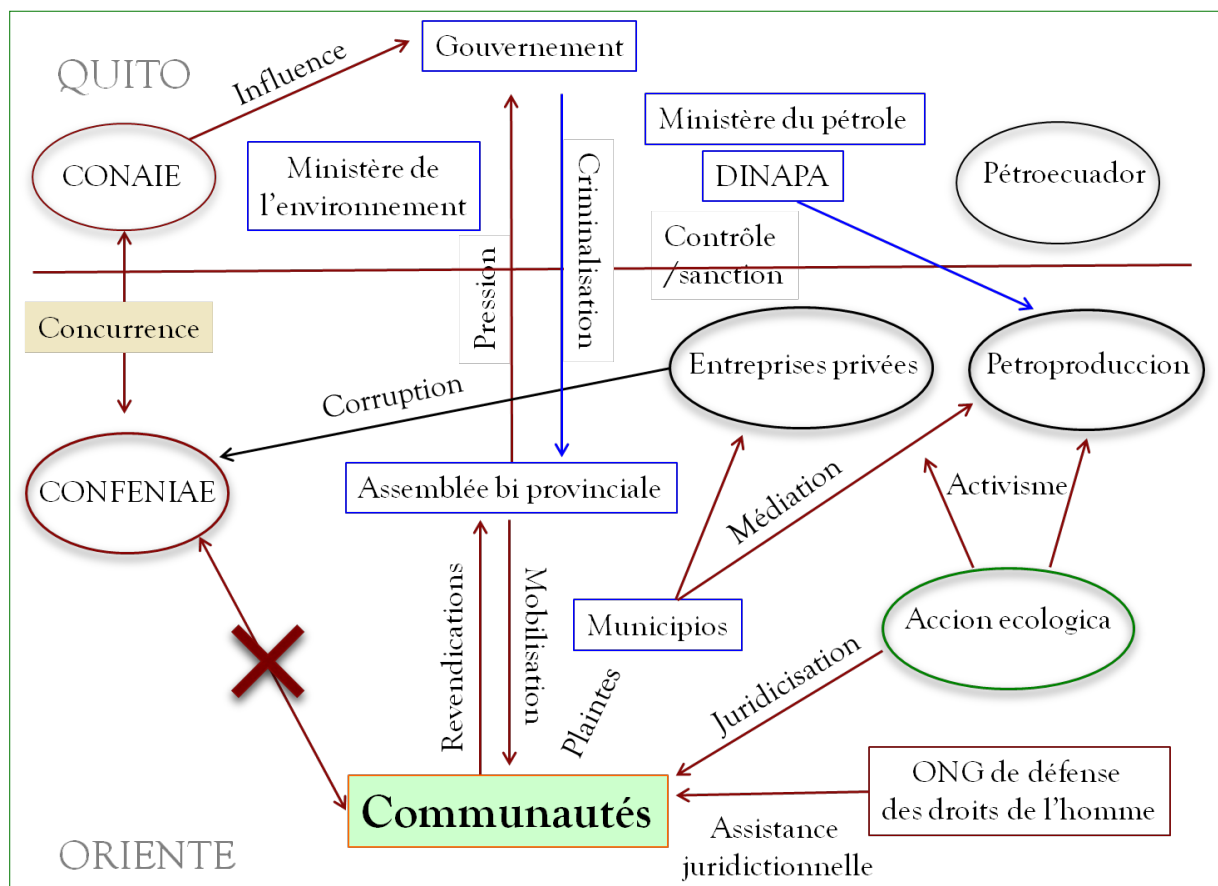 QUITO
Influence
Gouvernement
CONAIE
Ministère de
l'environnement
Ministère du pétrole
DINAPA
Pétroecuador
Criminalisation
Pression
Contrôle
/sanction
Concurrence
Entreprises privées
Petroproduccion
Corruption
CONFENIAE
Assemblée bi provinciale
Médiation
Activisme
Revendications
Mobilisation
Municipios
Accion ecologica
Plaintes
Juridicisation
Communautés
ONG de défense
des droits de l'homme
Assistance
juridictionnelle
ORIENTE